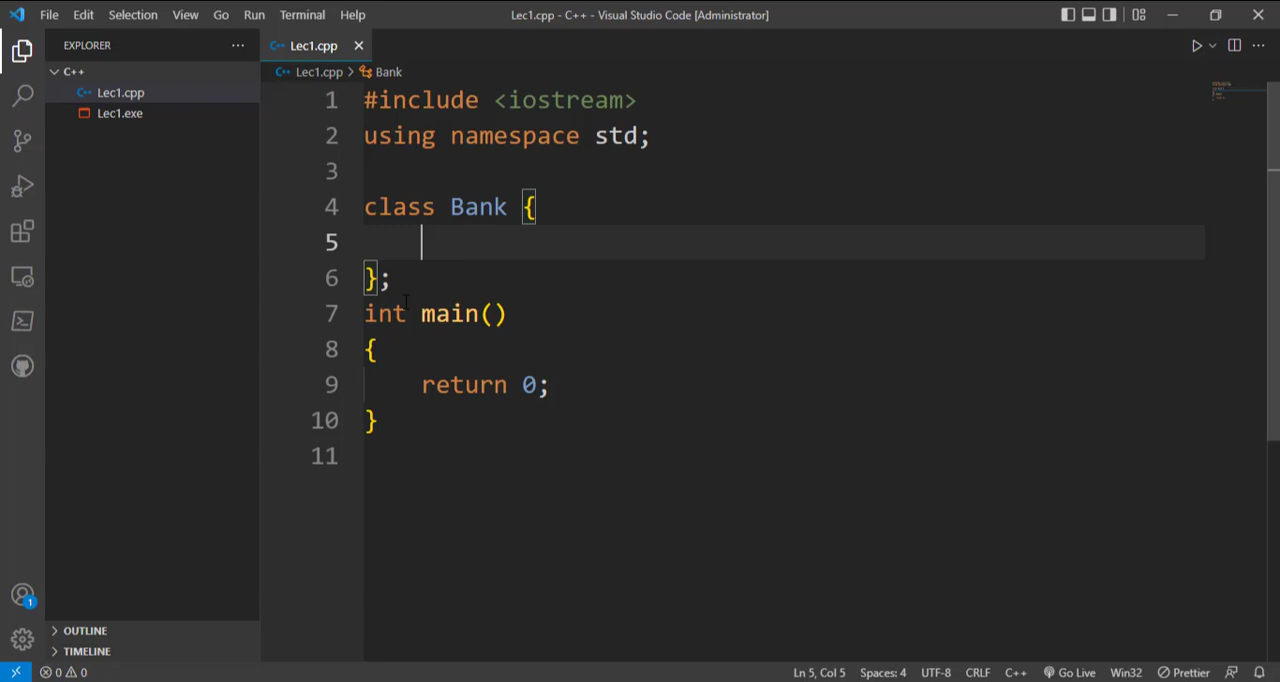 File Edit Selection View Go Run Terminal Help Lec1.cpp - C++ - Visual Studio Code [Administrator]
EXPLORER ··· Lec1.cpp
C++ Lec1.cpp > Bank
Lec1.cpp
Lec1.exe
1 #include <iostream>
2 using namespace std;
3
4 class Bank {
5
6 };
7 int main()
8 {
9 return 0;
10 }
11
1
OUTLINE
TIMELINE
0 0 Ln 5, Col 5 Spaces: 4 UTF-8 CRLF C++ Go Live Win32 Prettier